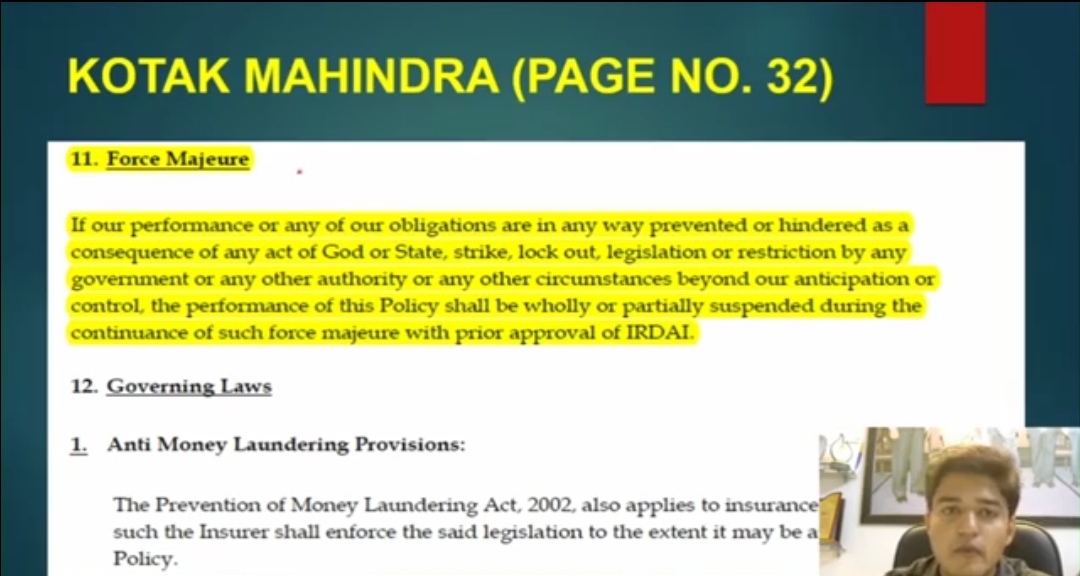 KOTAK MAHINDRA (PAGE NO. 32)
11. Force Majeure
If our performance or any of our obligations are in any way prevented or hindered as a
consequence of any act of God or State, strike, lock out, legislation or restriction by any
government or any other authority or any other circumstances beyond our anticipation or
control, the performance of this Policy shall be wholly or partially suspended during the
continuance of such force majeure with prior approval of IRDAI.
12. Governing Laws
1. Anti Money Laundering Provisions:
The Prevention of Money Laundering Act, 2002, also applies to insurance
such the Insurer shall enforce the said legislation to the extent it may be a
Policy.